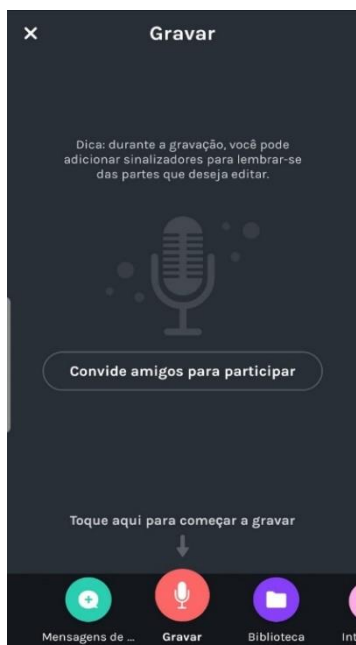 Gravar
Dica: durante a gravação, você pode
adicionar sinalizadores para lembrar-se
das partes que deseja editar.
Convide amigos para participar
Toque aqui para começar a gravar
Mensagens de ...
Gravar
Biblioteca
Int